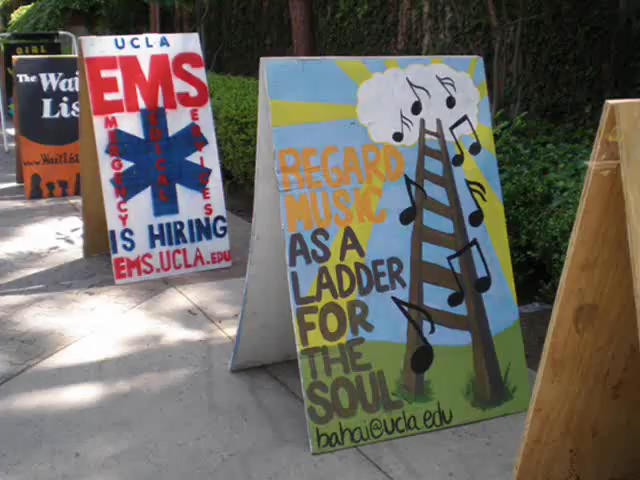 GIRL
The Wai
Lis
UCLA
EMS
EMERGENCY
MEDICAL
SERVICES
IS HIRING
EMS.UCLA.EDU
REGARD
MUSIC
AS A
LADDER
FOR
THE
SOUL
bahai@ucla.edu